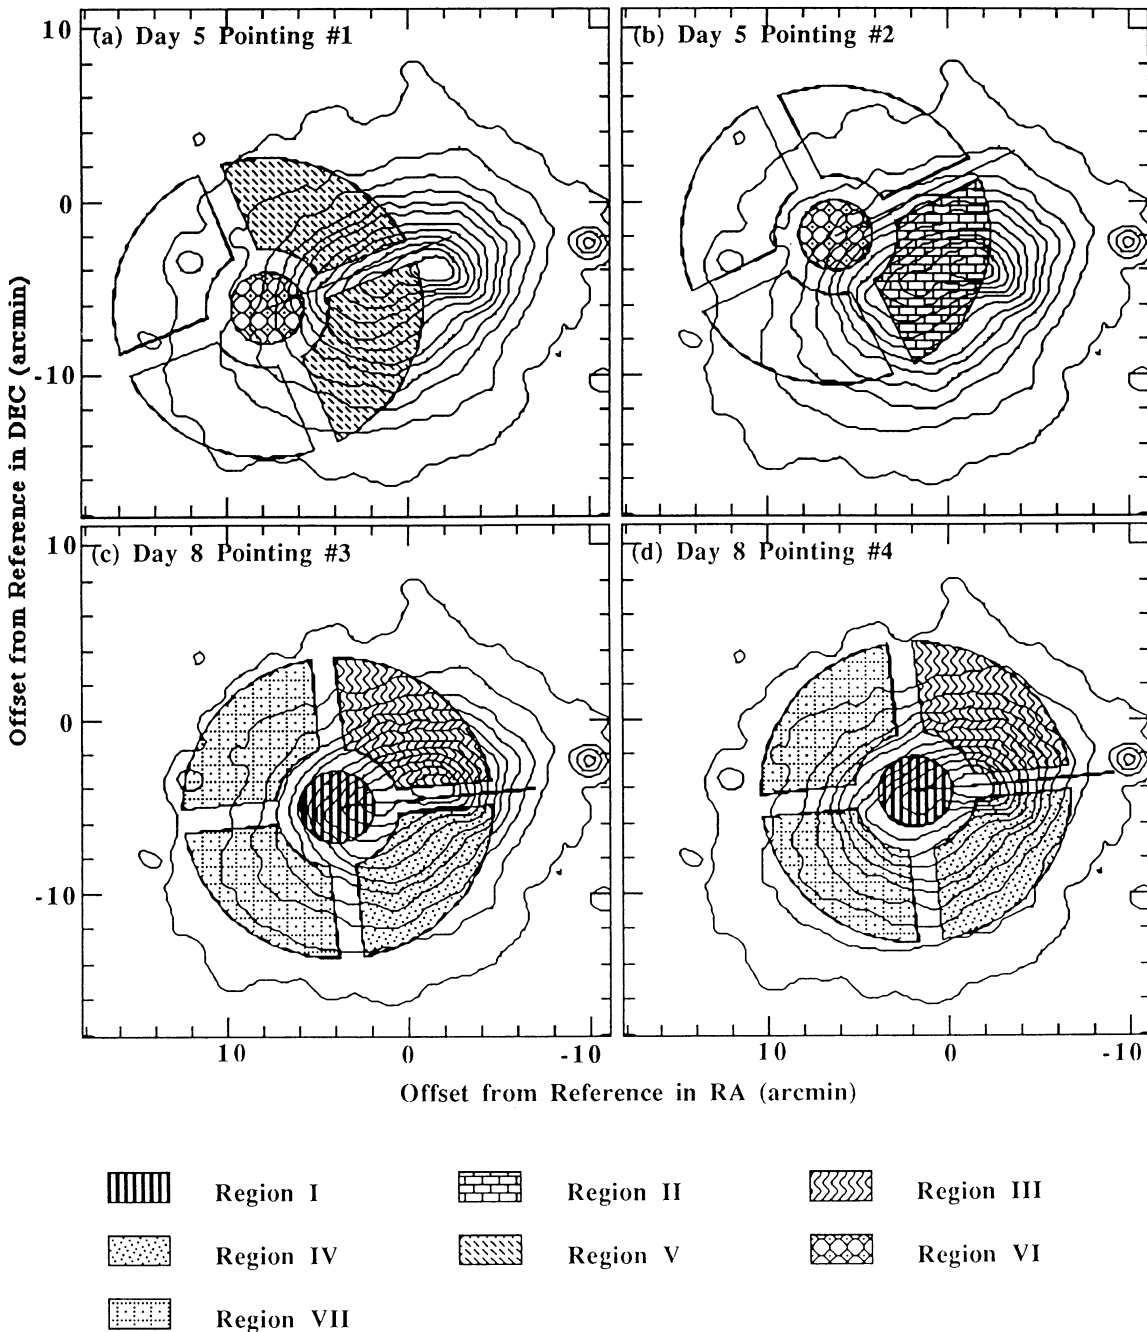 (a) Day 5 Pointing #1
(b) Day 5 Pointing #2
10
0
-10
(c) Day 8 Pointing #3
(d) Day 8 Pointing #4
10
0
-10
10 0 -10
10 0 -10
Offset from Reference in DEC (arcmin)
Offset from Reference in RA (arcmin)
Region I
Region II
Region III
Region IV
Region V
Region VI
Region VII